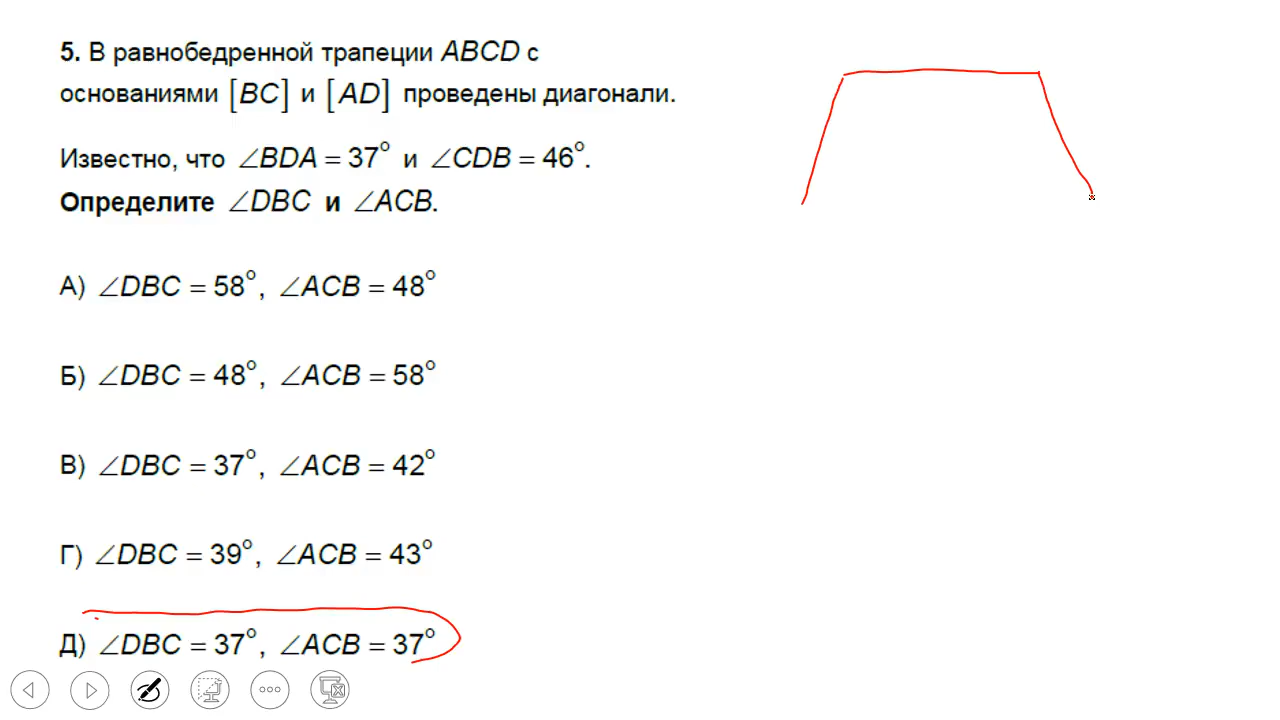 5. В равнобедренной трапеции ABCD с
основаниями [BC] и [AD] проведены диагонали.
Известно, что ∠BDA = 37° и ∠CDB = 46°.
Определите ∠DBC и ∠ACB.
А) ∠DBC = 58°, ∠ACB = 48°
Б) ∠DBC = 48°, ∠ACB = 58°
В) ∠DBC = 37°, ∠ACB = 42°
Г) ∠DBC = 39°, ∠ACB = 43°
Д) ∠DBC = 37°, ∠ACB = 37°